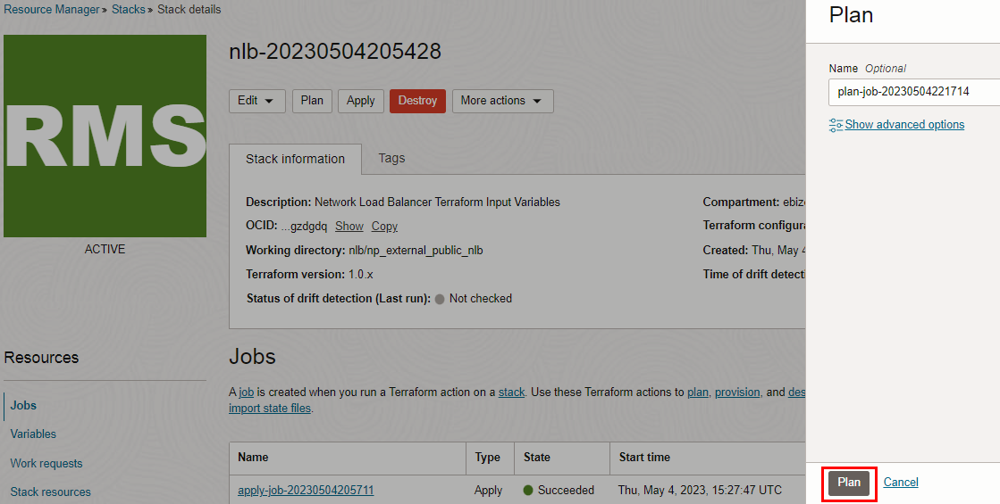 Resource Manager » Stacks » Stack details
RMS
ACTIVE
nlb-20230504205428
Edit Plan Apply Destroy More actions
Stack information Tags
Description: Network Load Balancer Terraform Input Variables
OCID: ...gzdgdq Show Copy
Working directory: nlb/np_external_public_nlb
Terraform version: 1.0.x
Status of drift detection (Last run): Not checked
Compartment: ebiz
Terraform configura
Created: Thu, May 4
Time of drift detecti
Resources
Jobs
Variables
Work requests
Stack resources
Jobs
A job is created when you run a Terraform action on a stack. Use these Terraform actions to plan, provision, and des
import state files.
Name Type State Start time
apply-job-20230504205711 Apply Succeeded Thu, May 4, 2023, 15:27:47 UTC
Plan
Name Optional
plan-job-20230504221714
Show advanced options
Plan Cancel